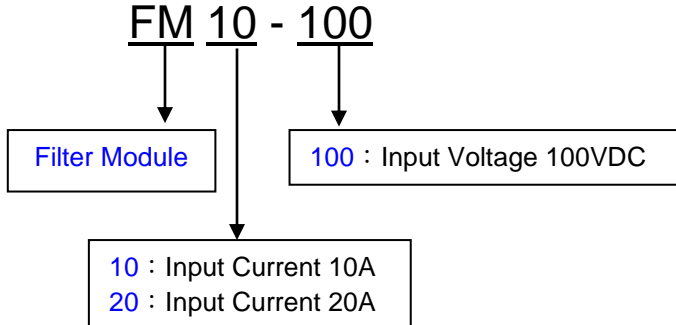 FM 10 - 100
Filter Module
100：Input Voltage 100VDC
10：Input Current 10A
20：Input Current 20A